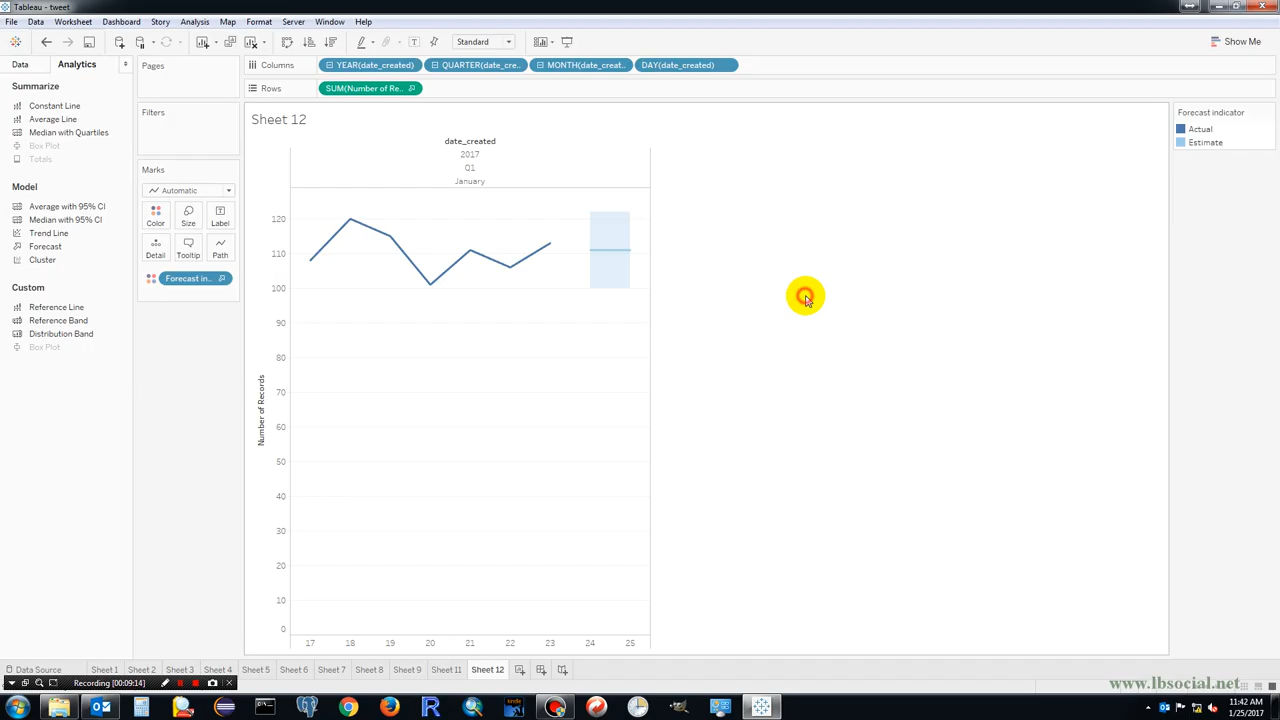 Tableau - tweet
File Data Worksheet Dashboard Story Analysis Map Format Server Window Help
Standard
Show Me
Data Analytics
Pages
Columns YEAR(date_created) QUARTER(date_cre.. MONTH(date_creat.. DAY(date_created)
Rows SUM(Number of Re..
Summarize
Constant Line
Average Line
Median with Quartiles
Box Plot
Totals
Model
Average with 95% CI
Median with 95% CI
Trend Line
Forecast
Cluster
Custom
Reference Line
Reference Band
Distribution Band
Box Plot
Filters
Marks
Automatic
Color Size Label
Detail Tooltip Path
Forecast in..
Sheet 12
date_created
2017
Q1
January
120
110
100
90
80
70
60
50
40
30
20
10
0
Number of Records
17 18 19 20 21 22 23 24 25
Forecast indicator
Actual
Estimate
Data Source Sheet 1 Sheet 2 Sheet 3 Sheet 4 Sheet 5 Sheet 6 Sheet 7 Sheet 8 Sheet 9 Sheet 11 Sheet 12
Recording [00:09:14]
www.lbsocial.net
11:42 AM
11/25/2017